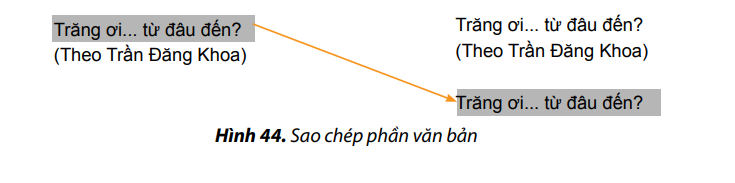 Trăng ơi... từ đâu đến?
(Theo Trần Đăng Khoa)
Trăng ơi... từ đâu đến?
(Theo Trần Đăng Khoa)
Trăng ơi... từ đâu đến?
Hình 44. Sao chép phần văn bản